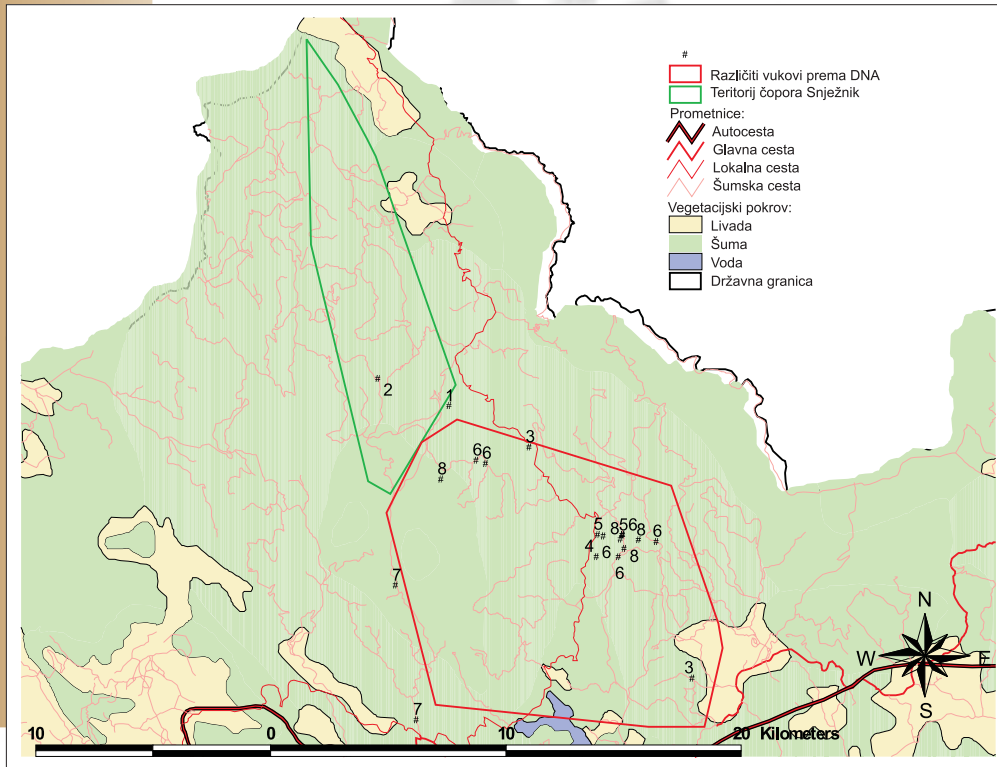 #
Različiti vukovi prema DNA
Teritorij čopora Snježnik
Prometnice:
Autocesta
Glavna cesta
Lokalna cesta
Šumska cesta
Vegetacijski pokrov:
Livada
Šuma
Voda
Državna granica
# 2
1 #
3 #
6 6 # #
8 #
5 8 5 6 8 6
4 6 8
6
7 #
3 #
7 #
N
W E
S
10 0 10 20 Kilometers